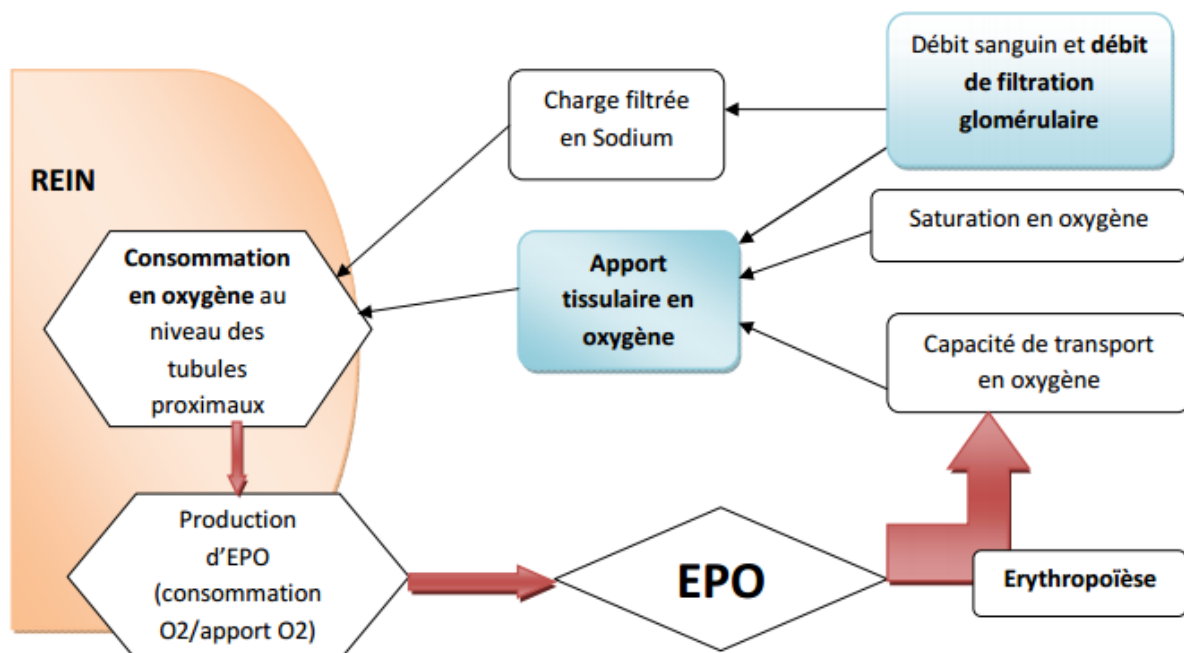 Débit sanguin et débit
de filtration
glomérulaire
Charge filtrée
en Sodium
REIN
Saturation en oxygène
Consommation
en oxygène au
niveau des
tubules
proximaux
Apport
tissulaire en
oxygène
Capacité de transport
en oxygène
Production
d’EPO
(consommation
O2/apport O2)
EPO
Erythropoïèse